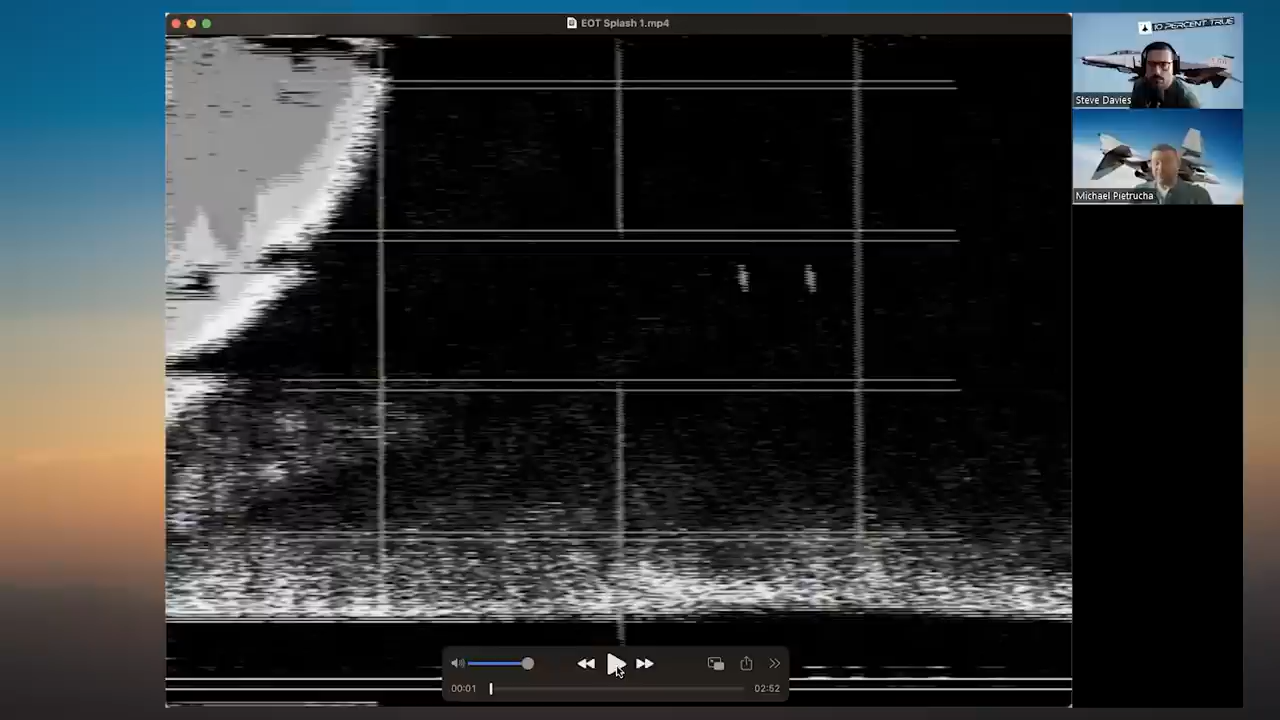 EOT Splash 1.mp4
10 PERCENT TRUE
Steve Davies
Michael Pietrucha
00:01
02:52